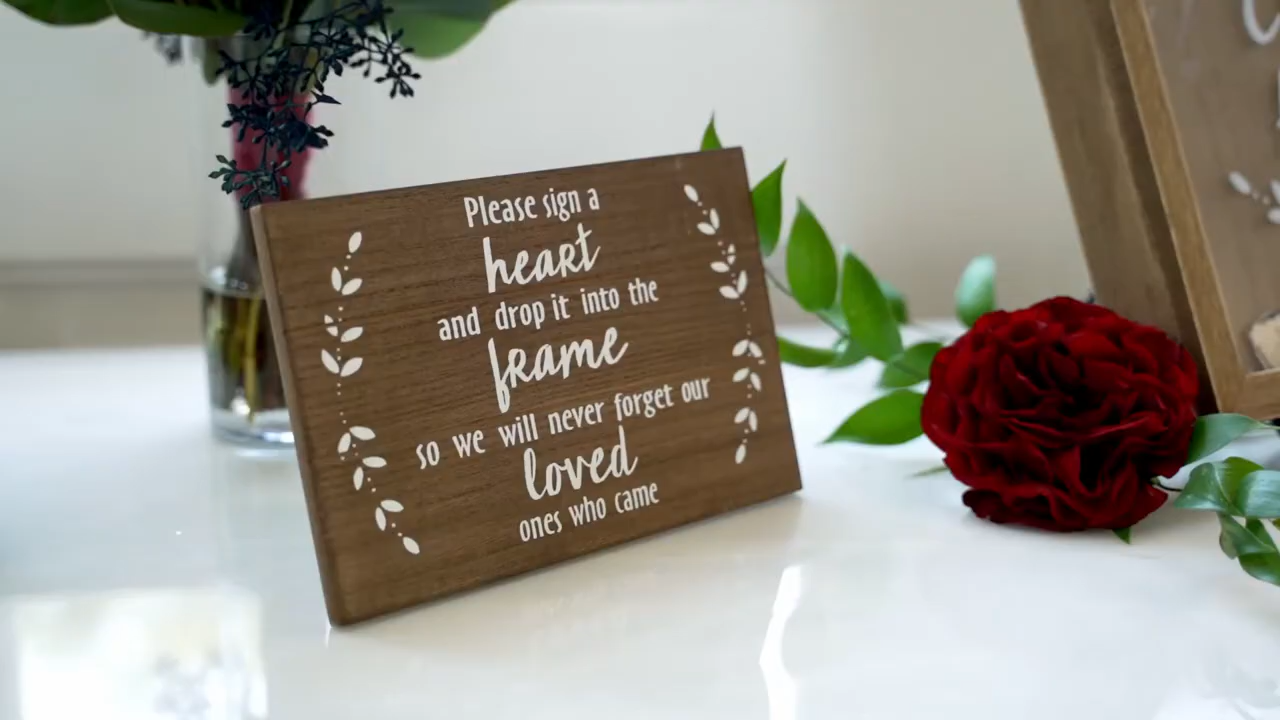 Please sign a
heart
and drop it into the
frame
so we will never forget our
loved
ones who came